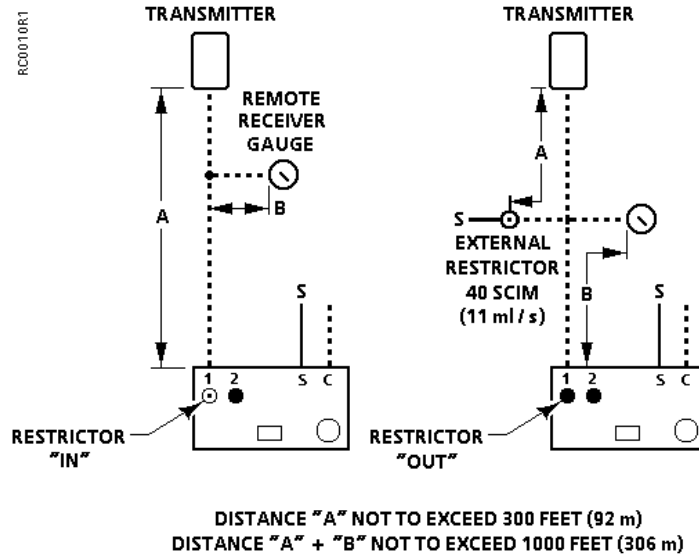 RC0010R1
TRANSMITTER
REMOTE
RECEIVER
GAUGE
A
B
S
1 2 S C
RESTRICTOR
"IN"
TRANSMITTER
A
S
EXTERNAL
RESTRICTOR
40 SCIM
(11 ml / s)
B
S
1 2 S C
RESTRICTOR
"OUT"
DISTANCE "A" NOT TO EXCEED 300 FEET (92 m)
DISTANCE "A" + "B" NOT TO EXCEED 1000 FEET (306 m)